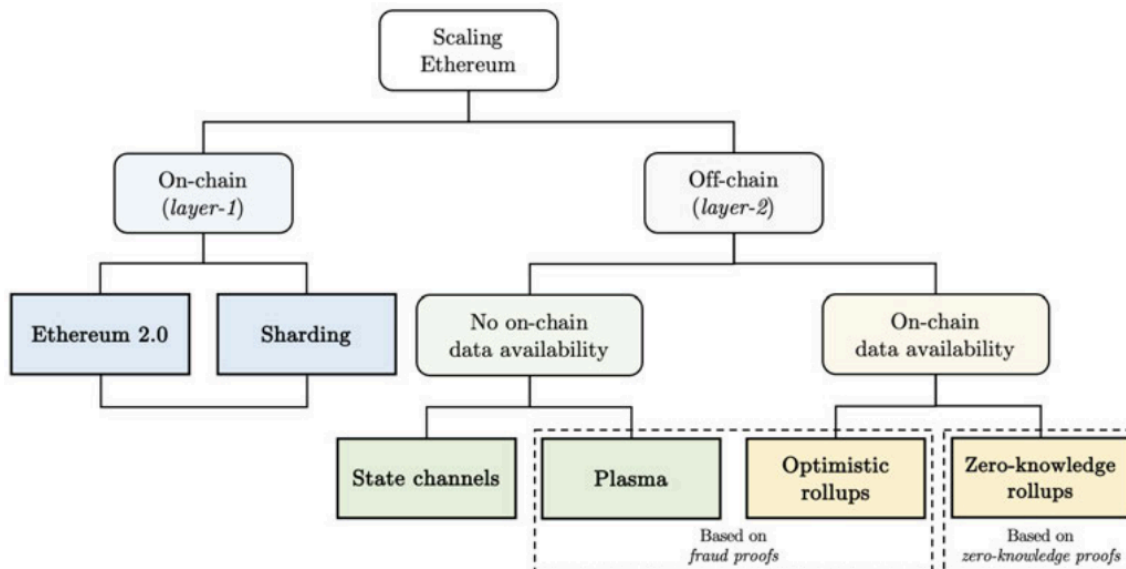 Scaling
Ethereum
On-chain
(layer-1)
Off-chain
(layer-2)
Ethereum 2.0
Sharding
No on-chain
data availability
On-chain
data availability
State channels
Plasma
Optimistic
rollups
Zero-knowledge
rollups
Based on
fraud proofs
Based on
zero-knowledge proofs